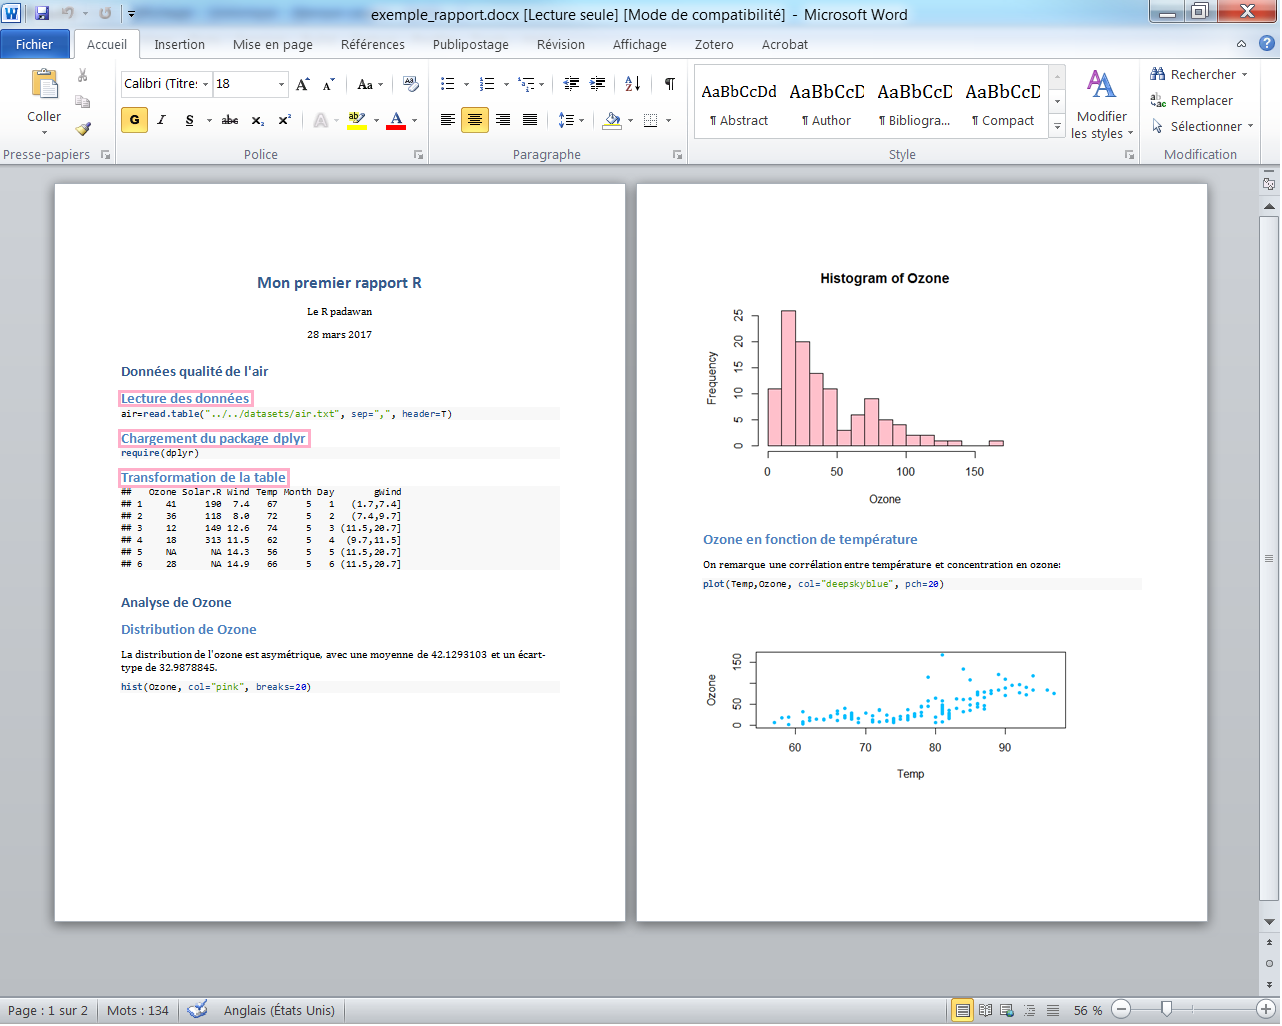 exemple_rapport.docx [Lecture seule] [Mode de compatibilité] - Microsoft Word
Fichier Accueil Insertion Mise en page Références Publipostage Révision Affichage Zotero Acrobat
Coller
Presse-papiers
Calibri (Titre: 18
G I S abc x₂ x²
Police
Paragraphe
AaBbCcDd AaBbCcD AaBbCcD AaBbCcD
¶ Abstract ¶ Author ¶ Bibliogra... ¶ Compact
Style
Modifier
les styles
Rechercher
Remplacer
Sélectionner
Modification
Mon premier rapport R
Le R padawan
28 mars 2017
Données qualité de l'air
Lecture des données
air=read.table("../../datasets/air.txt", sep=",", header=T)
Chargement du package dplyr
require(dplyr)
Transformation de la table
## Ozone Solar.R Wind Temp Month Day gWind
## 1 41 190 7.4 67 5 1 (1.7,7.4]
## 2 36 118 8.0 72 5 2 (7.4,9.7]
## 3 12 149 12.6 74 5 3 (11.5,20.7]
## 4 18 313 11.5 62 5 4 (9.7,11.5]
## 5 NA NA 14.3 56 5 5 (11.5,20.7]
## 6 28 NA 14.9 66 5 6 (11.5,20.7]
Analyse de Ozone
Distribution de Ozone
La distribution de l'ozone est asymétrique, avec une moyenne de 42.1293103 et un écart-
type de 32.9878845.
hist(Ozone, col="pink", breaks=20)
Histogram of Ozone
Frequency
25
20
15
10
5
0
0 50 100 150
Ozone
Ozone en fonction de température
On remarque une corrélation entre température et concentration en ozone:
plot(Temp,Ozone, col="deepskyblue", pch=20)
Ozone
150
50
0
60 70 80 90
Temp
Page : 1 sur 2 Mots : 134 Anglais (États Unis) 56 %